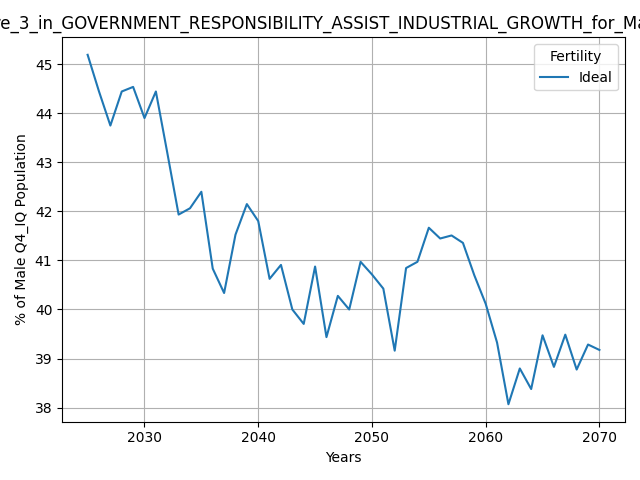 e_3_in_GOVERNMENT_RESPONSIBILITY_ASSIST_INDUSTRIAL_GROWTH_for_Ma
Fertility
Ideal
45
44
43
42
41
40
39
38
% of Male Q4_IQ Population
2030 2040 2050 2060 2070
Years